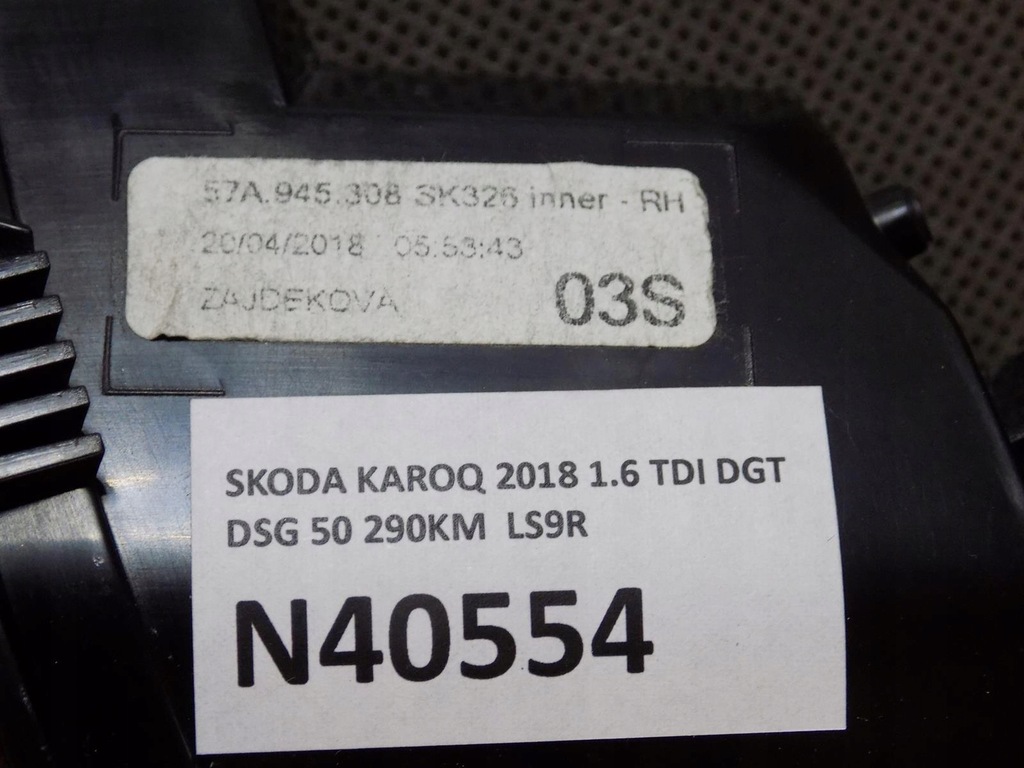 57A.945.308 SK326 inner - RH
20/04/2018 05:53:43
ZAJDEKOVA 03S
SKODA KAROQ 2018 1.6 TDI DGT
DSG 50 290KM LS9R
N40554